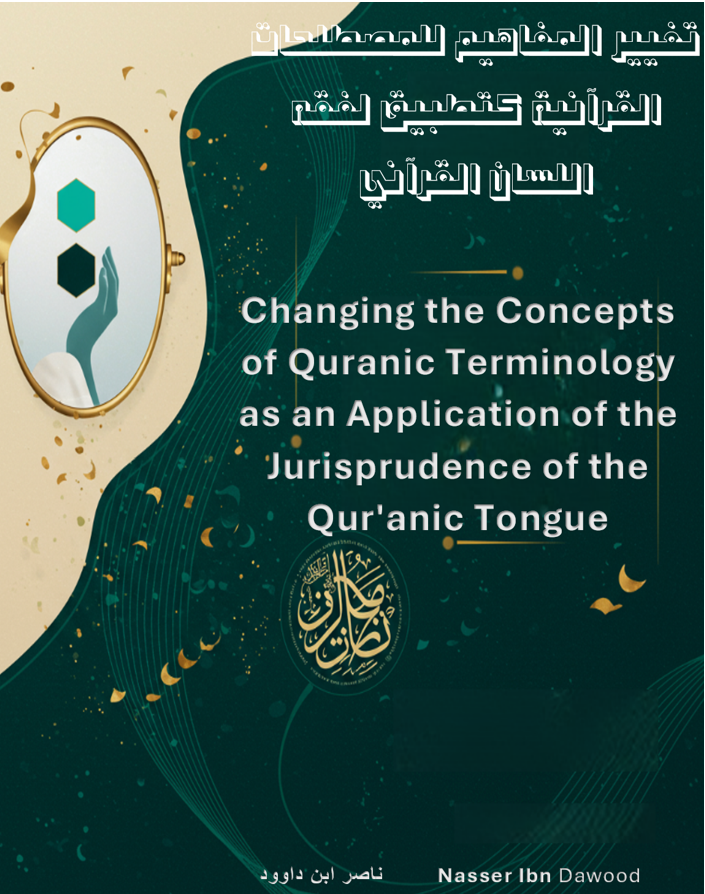 تغيير المفاهيم للمصطلحات
القرآنية كتطبيق لفقه
اللسان القرآني
Changing the Concepts
of Quranic Terminology
as an Application of the
Jurisprudence of the
Qur'anic Tongue
ناصر ابن داوود
Nasser Ibn Dawood